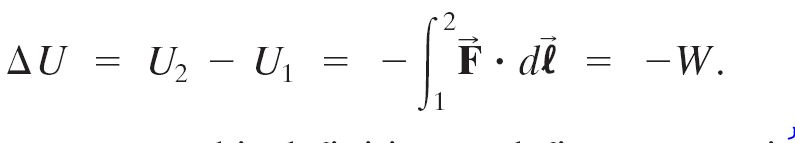 ΔU = U₂ − U₁ = −∫₁² F⃗ · dℓ⃗ = −W.